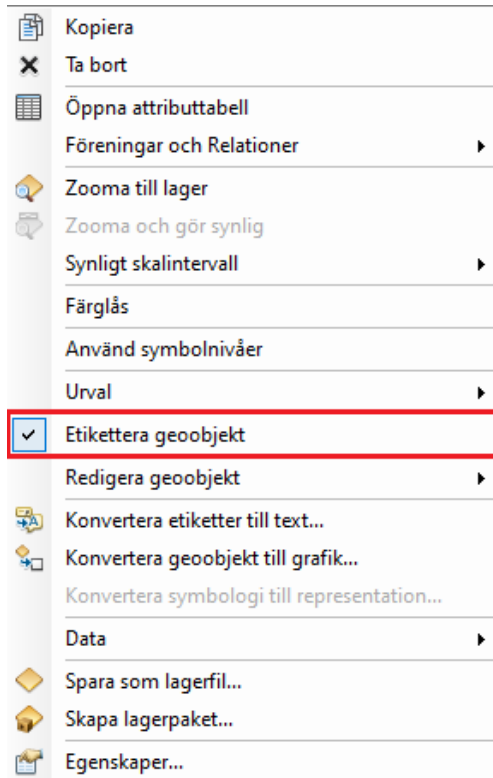 Kopiera
Ta bort
Öppna attributtabell
Föreningar och Relationer
Zooma till lager
Zooma och gör synlig
Synligt skalintervall
Färglås
Använd symbolnivåer
Urval
Etikettera geoobjekt
Redigera geoobjekt
Konvertera etiketter till text...
Konvertera geoobjekt till grafik...
Konvertera symbologi till representation...
Data
Spara som lagerfil...
Skapa lagerpaket...
Egenskaper...